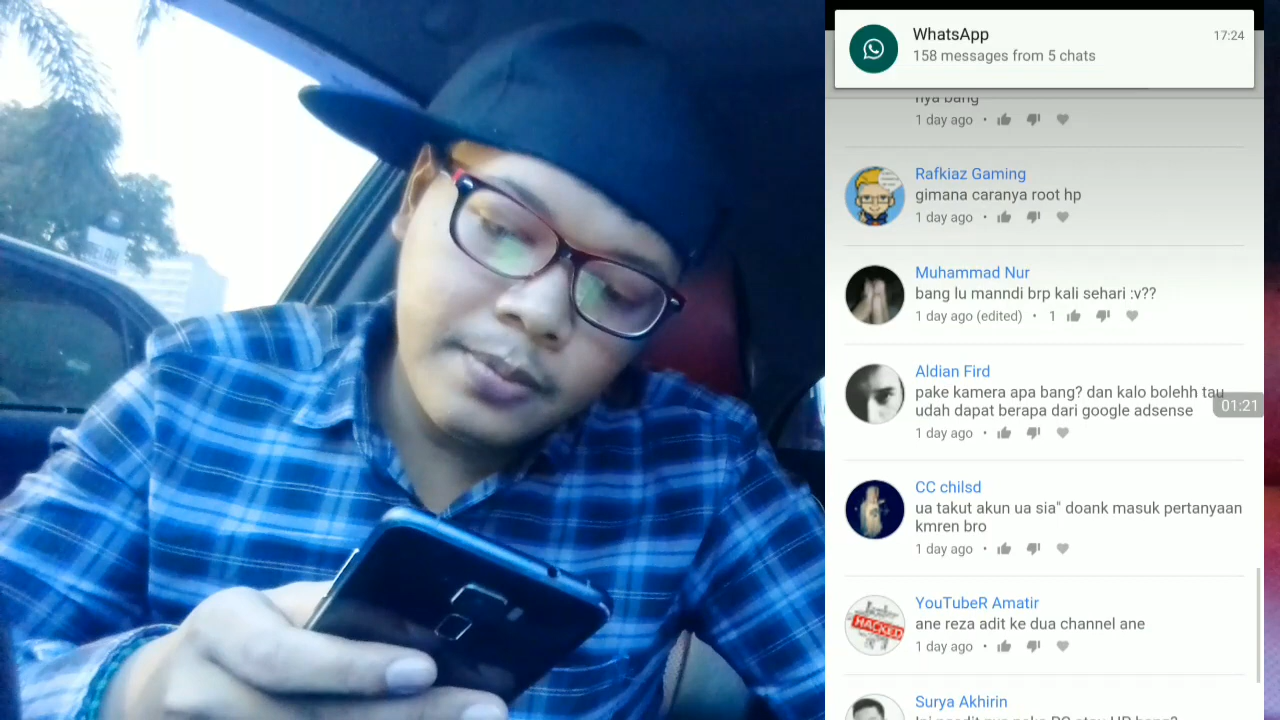 WhatsApp
17:24
158 messages from 5 chats
nya bang
1 day ago •
Rafkiaz Gaming
gimana caranya root hp
1 day ago •
Muhammad Nur
bang lu manndi brp kali sehari :v??
1 day ago (edited) • 1
Aldian Fird
pake kamera apa bang? dan kalo bolehh tau
udah dapat berapa dari google adsense
01:21
1 day ago •
CC chilsd
ua takut akun ua sia" doank masuk pertanyaan
kmren bro
1 day ago •
YouTubeR Amatir
ane reza adit ke dua channel ane
HACKED
1 day ago •
Surya Akhirin